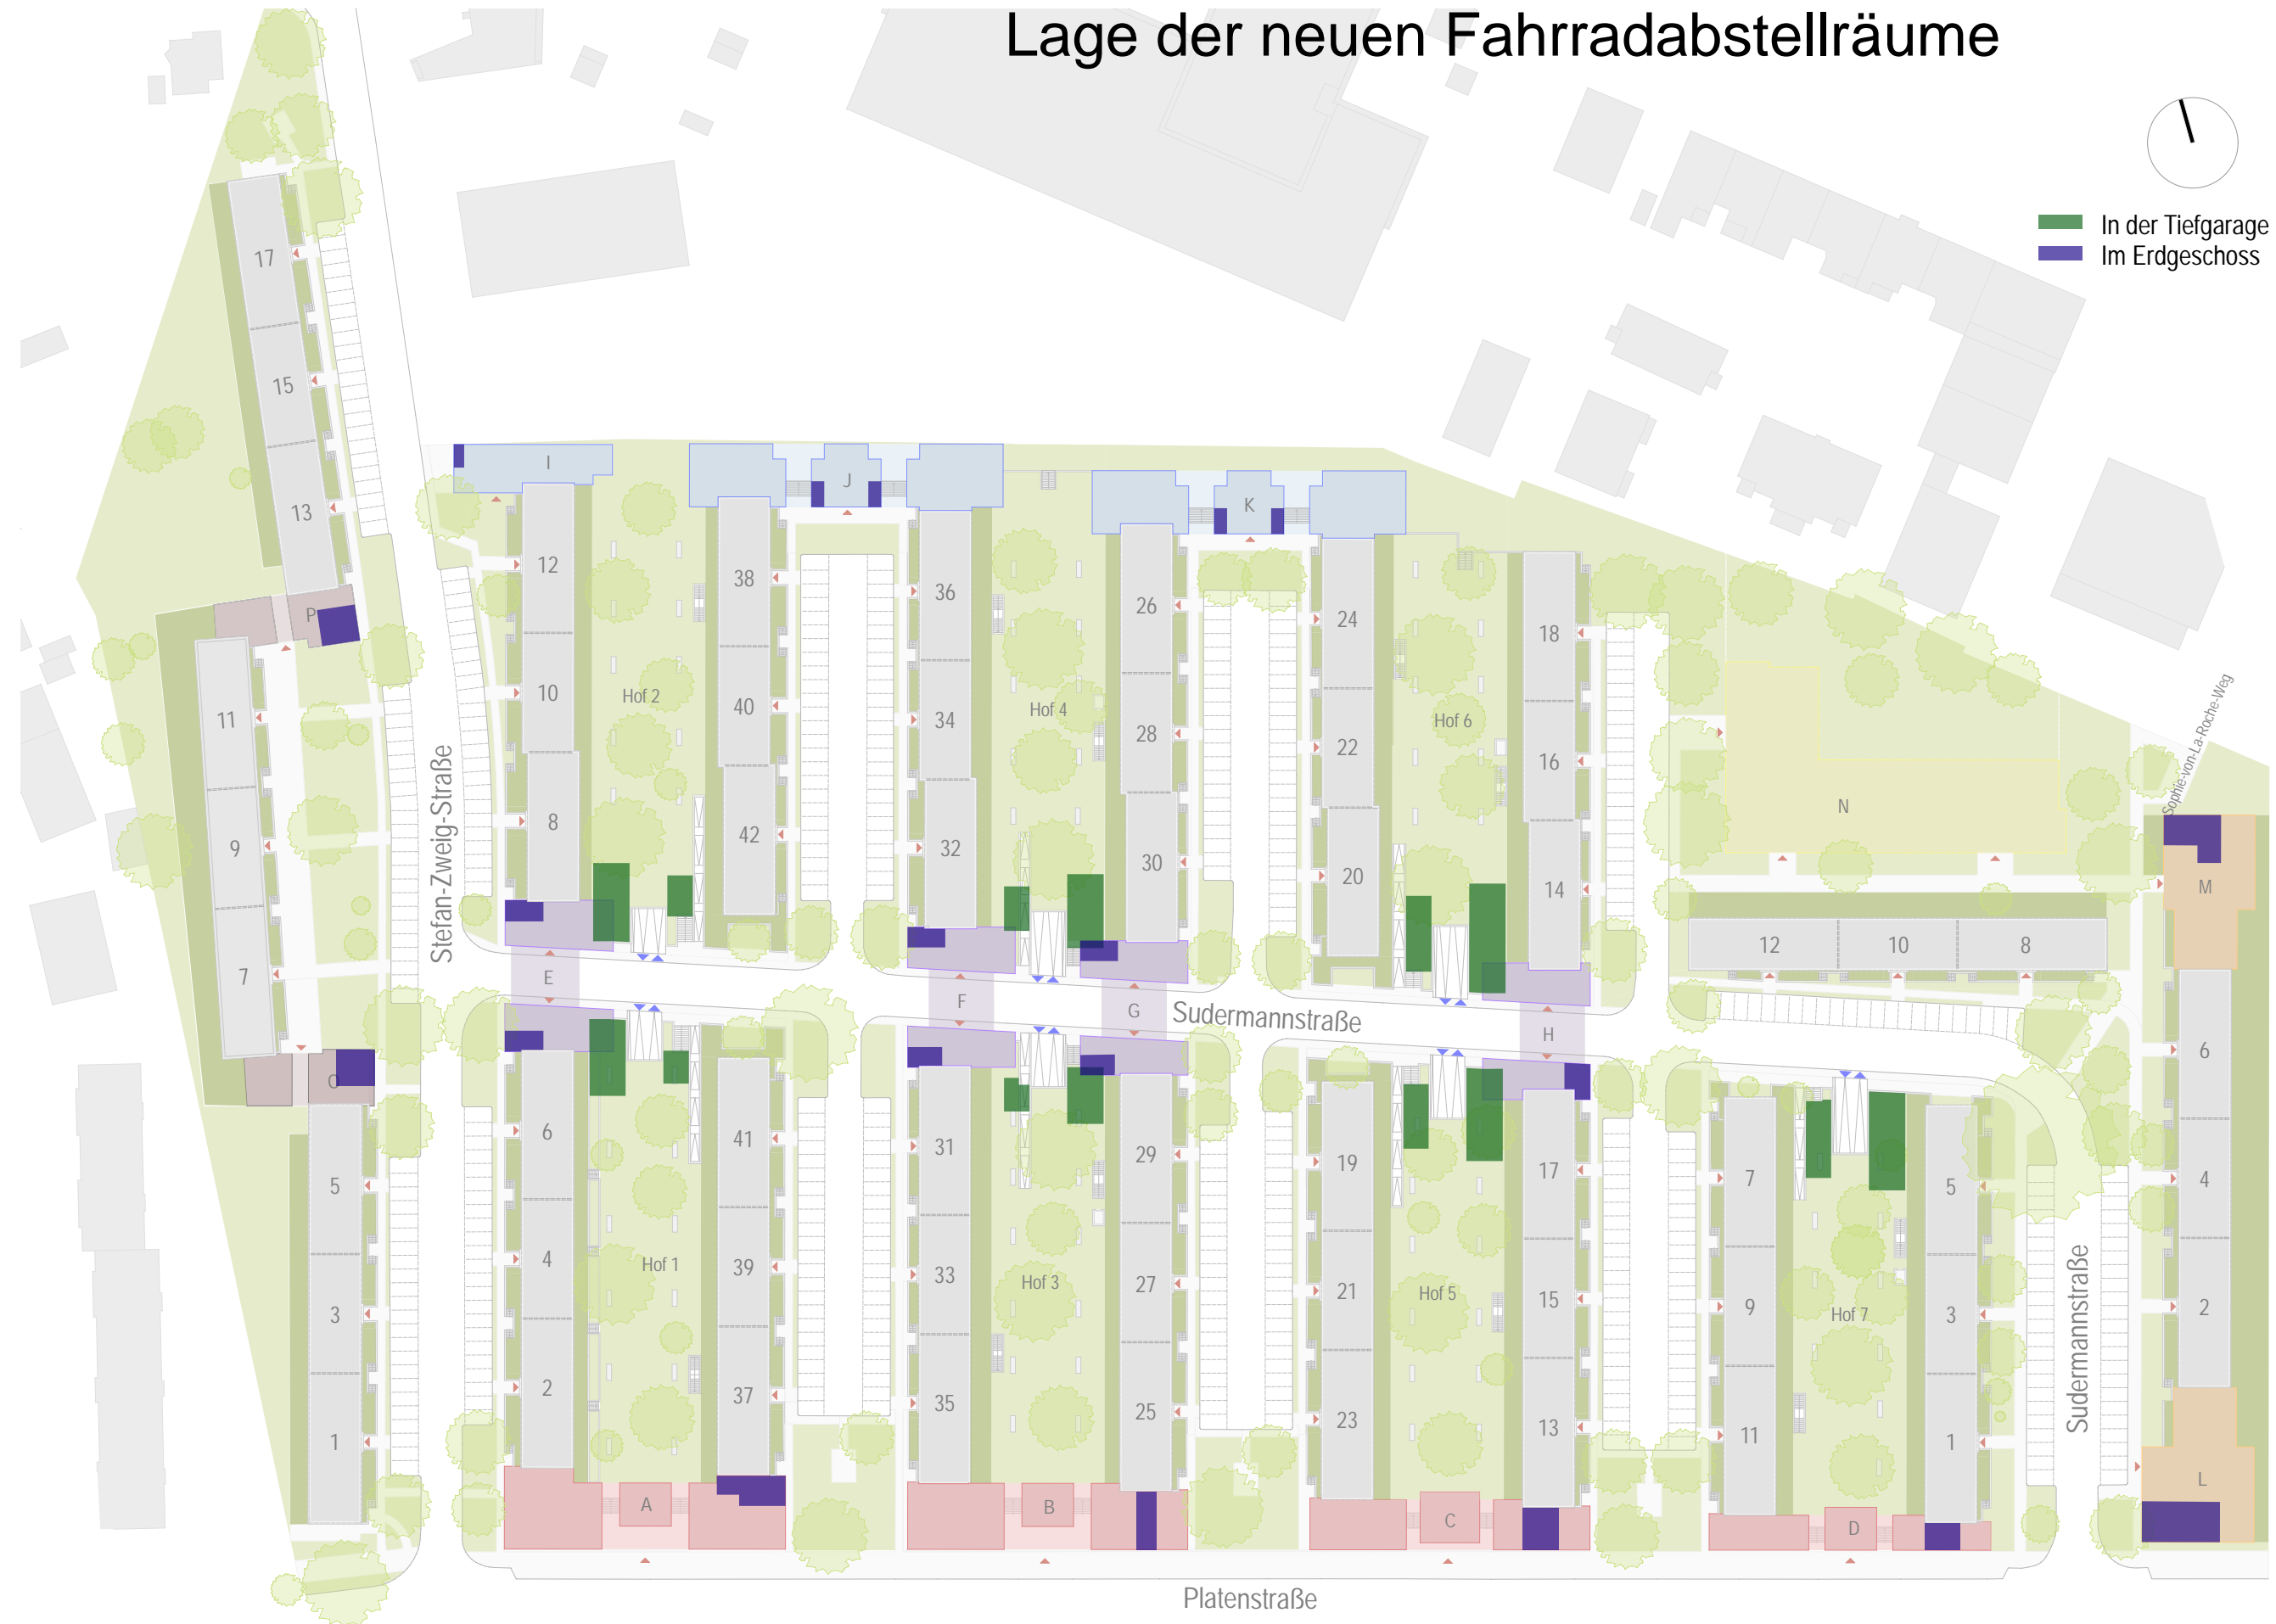 Lage der neuen Fahrradabstellräume
In der Tiefgarage
Im Erdgeschoss
17
15
13
P
11
9
7
O
5
3
1
Stefan-Zweig-Straße
I
12
10
8
E
6
4
2
Hof 2
Hof 1
A
38
40
42
41
39
37
J
36
34
32
F
31
33
35
Hof 4
Hof 3
B
26
28
30
G
29
27
25
K
24
22
20
Sudermannstraße
19
21
23
Hof 6
Hof 5
C
18
16
14
H
17
15
13
N
12
10
8
7
9
11
Hof 7
D
5
3
1
Sudermannstraße
Sophie-von-La-Roche-Weg
M
6
4
2
L
Platenstraße